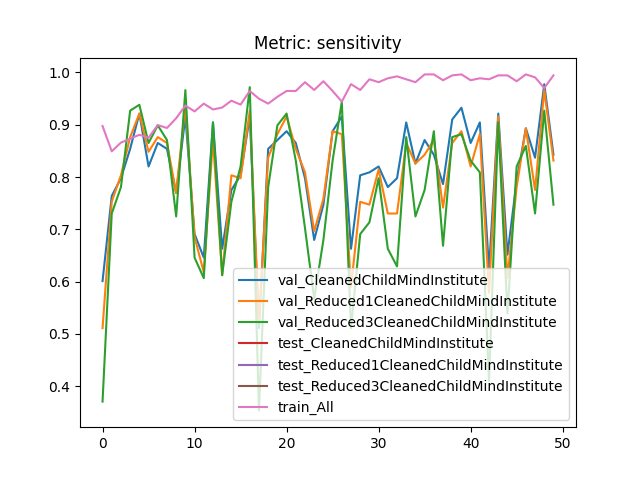 Metric: sensitivity
1.0
0.9
0.8
0.7
0.6
0.5
0.4
val_CleanedChildMindInstitute
val_Reduced1CleanedChildMindInstitute
val_Reduced3CleanedChildMindInstitute
test_CleanedChildMindInstitute
test_Reduced1CleanedChildMindInstitute
test_Reduced3CleanedChildMindInstitute
train_All
0 10 20 30 40 50